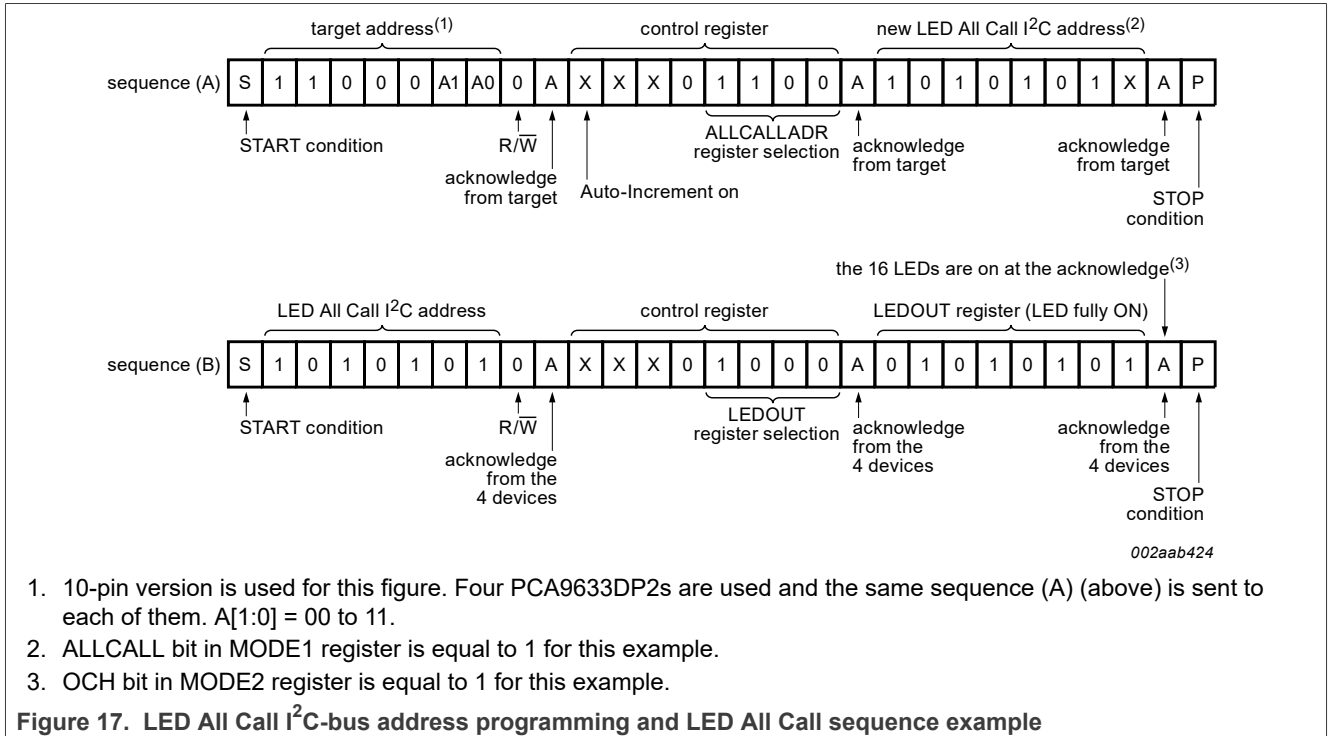 target address(1) control register new LED All Call I2C address(2)
sequence (A) S 1 1 0 0 0 A1 A0 0 A X X X 0 1 1 0 0 A 1 0 1 0 1 0 1 X A P
START condition R/W ALLCALLADR register selection acknowledge from target acknowledge from target
acknowledge from target Auto-Increment on
STOP condition
the 16 LEDs are on at the acknowledge(3)
LED All Call I2C address control register LEDOUT register (LED fully ON)
sequence (B) S 1 0 1 0 1 0 1 0 A X X X 0 1 0 0 0 A 0 1 0 1 0 1 0 1 A P
START condition R/W LEDOUT register selection acknowledge from the 4 devices acknowledge from the 4 devices
acknowledge from the 4 devices
STOP condition
002aab424
1. 10-pin version is used for this figure. Four PCA9633DP2s are used and the same sequence (A) (above) is sent to
each of them. A[1:0] = 00 to 11.
2. ALLCALL bit in MODE1 register is equal to 1 for this example.
3. OCH bit in MODE2 register is equal to 1 for this example.
Figure 17. LED All Call I2C-bus address programming and LED All Call sequence example